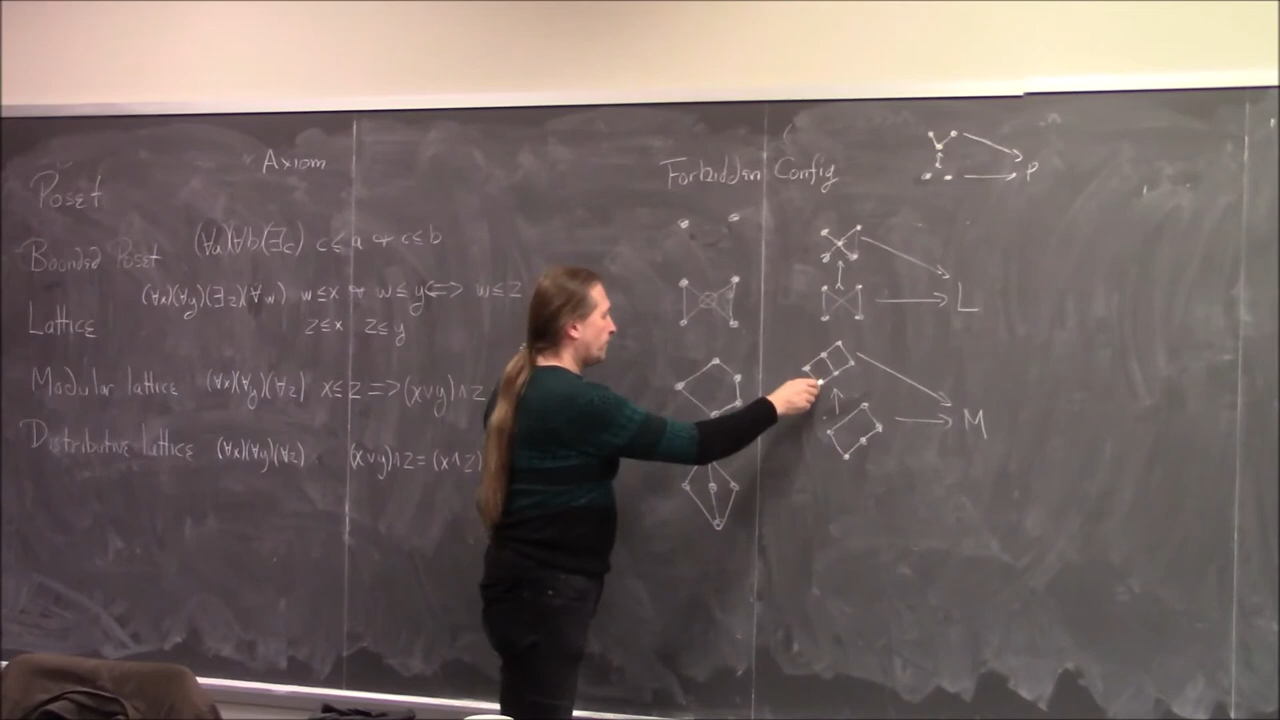 Axiom
Forbidden Config
P
Poset
Bounded Poset (∀a)(∀b)(∃c) c≤a & c≤b
(∀x)(∀y)(∃z)(∀w) w≤x & w≤y <=> w≤z
Lattice z≤x z≤y
L
Modular lattice (∀x)(∀y)(∀z) x≤z => (x∨y)∧z
M
Distributive lattice (∀x)(∀y)(∀z) (x∨y)∧z = (x∧z)